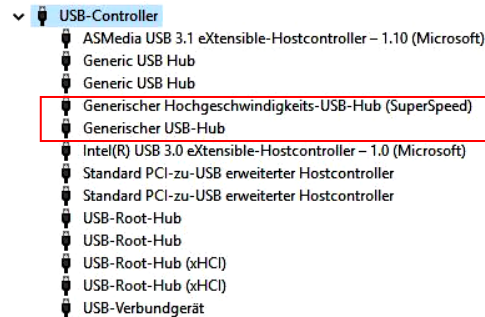 USB-Controller
ASMedia USB 3.1 eXtensible-Hostcontroller – 1.10 (Microsoft)
Generic USB Hub
Generic USB Hub
Generischer Hochgeschwindigkeits-USB-Hub (SuperSpeed)
Generischer USB-Hub
Intel(R) USB 3.0 eXtensible-Hostcontroller – 1.0 (Microsoft)
Standard PCI-zu-USB erweiterter Hostcontroller
Standard PCI-zu-USB erweiterter Hostcontroller
USB-Root-Hub
USB-Root-Hub
USB-Root-Hub (xHCI)
USB-Root-Hub (xHCI)
USB-Verbundgerät